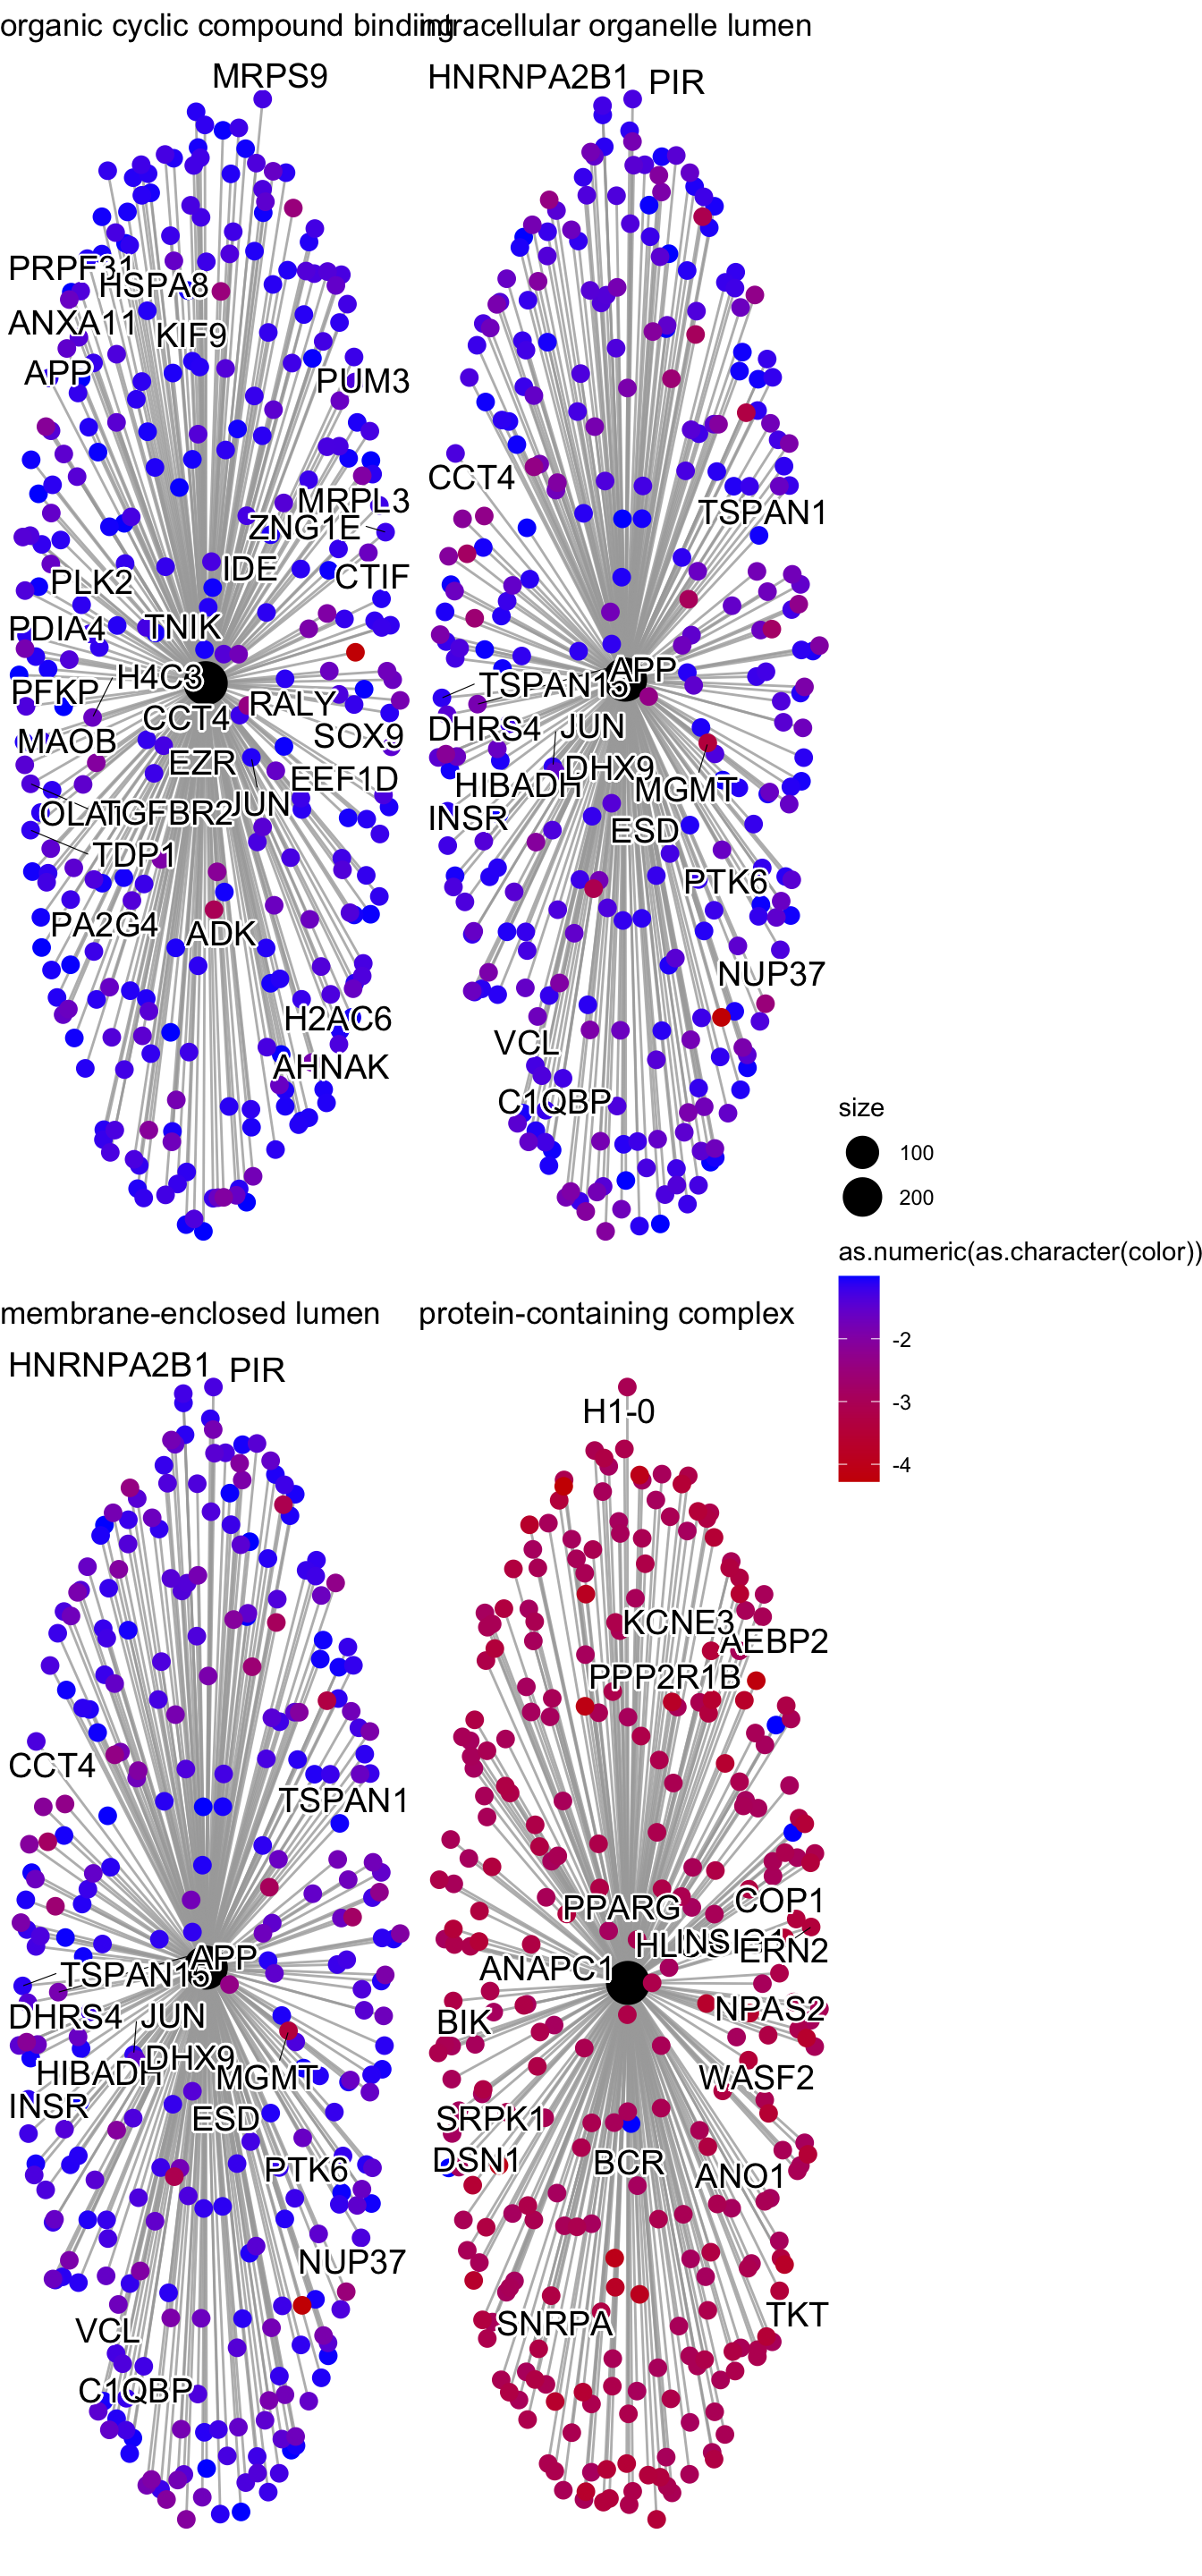 organic cyclic compound binding
intracellular organelle lumen
MRPS9
HNRNPA2B1
PIR
PRPF31
HSPA8
ANXA11
KIF9
APP
PUM3
CCT4
MRPL3
TSPAN1
ZNG1E
IDE
CTIF
PLK2
PDIA4
TNIK
H4C3
APP
TSPAN15
PFKP
RALY
CCT4
DHRS4
JUN
SOX9
MAOB
EZR
DHX9
EEF1D
HIBADH
MGMT
OLA1
TGFBR2
JUN
INSR
ESD
TDP1
PTK6
PA2G4
ADK
NUP37
H2AC6
VCL
AHNAK
C1QBP
size
100
200
as.numeric(as.character(color))
-2
-3
-4
membrane-enclosed lumen
protein-containing complex
HNRNPA2B1
PIR
H1-0
KCNE3
AEBP2
PPP2R1B
CCT4
TSPAN1
PPARG
COP1
ERN2
APP
TSPAN15
ANAPC1
DHRS4
JUN
NPAS2
BIK
DHX9
HIBADH
MGMT
WASF2
INSR
ESD
SRPK1
DSN1
BCR
PTK6
ANO1
NUP37
TKT
SNRPA
VCL
C1QBP